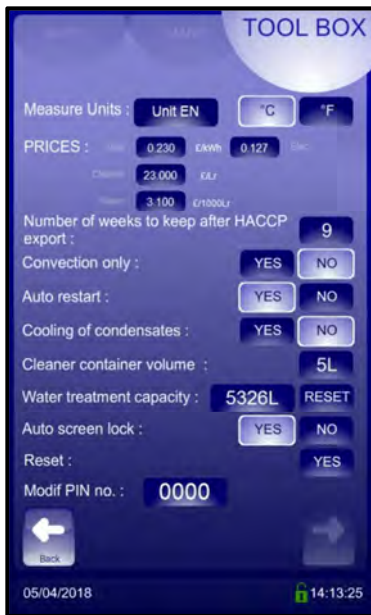 TOOL BOX
Measure Units : Unit EN °C °F
PRICES : 0.230 £/kWh 0.127
23.000 £/Lr
3.100 £/1000Lr
Number of weeks to keep after HACCP
export : 9
Convection only : YES NO
Auto restart : YES NO
Cooling of condensates : YES NO
Cleaner container volume : 5L
Water treatment capacity : 5326L RESET
Auto screen lock : YES NO
Reset : YES
Modif PIN no. : 0000
Back
05/04/2018 14:13:25